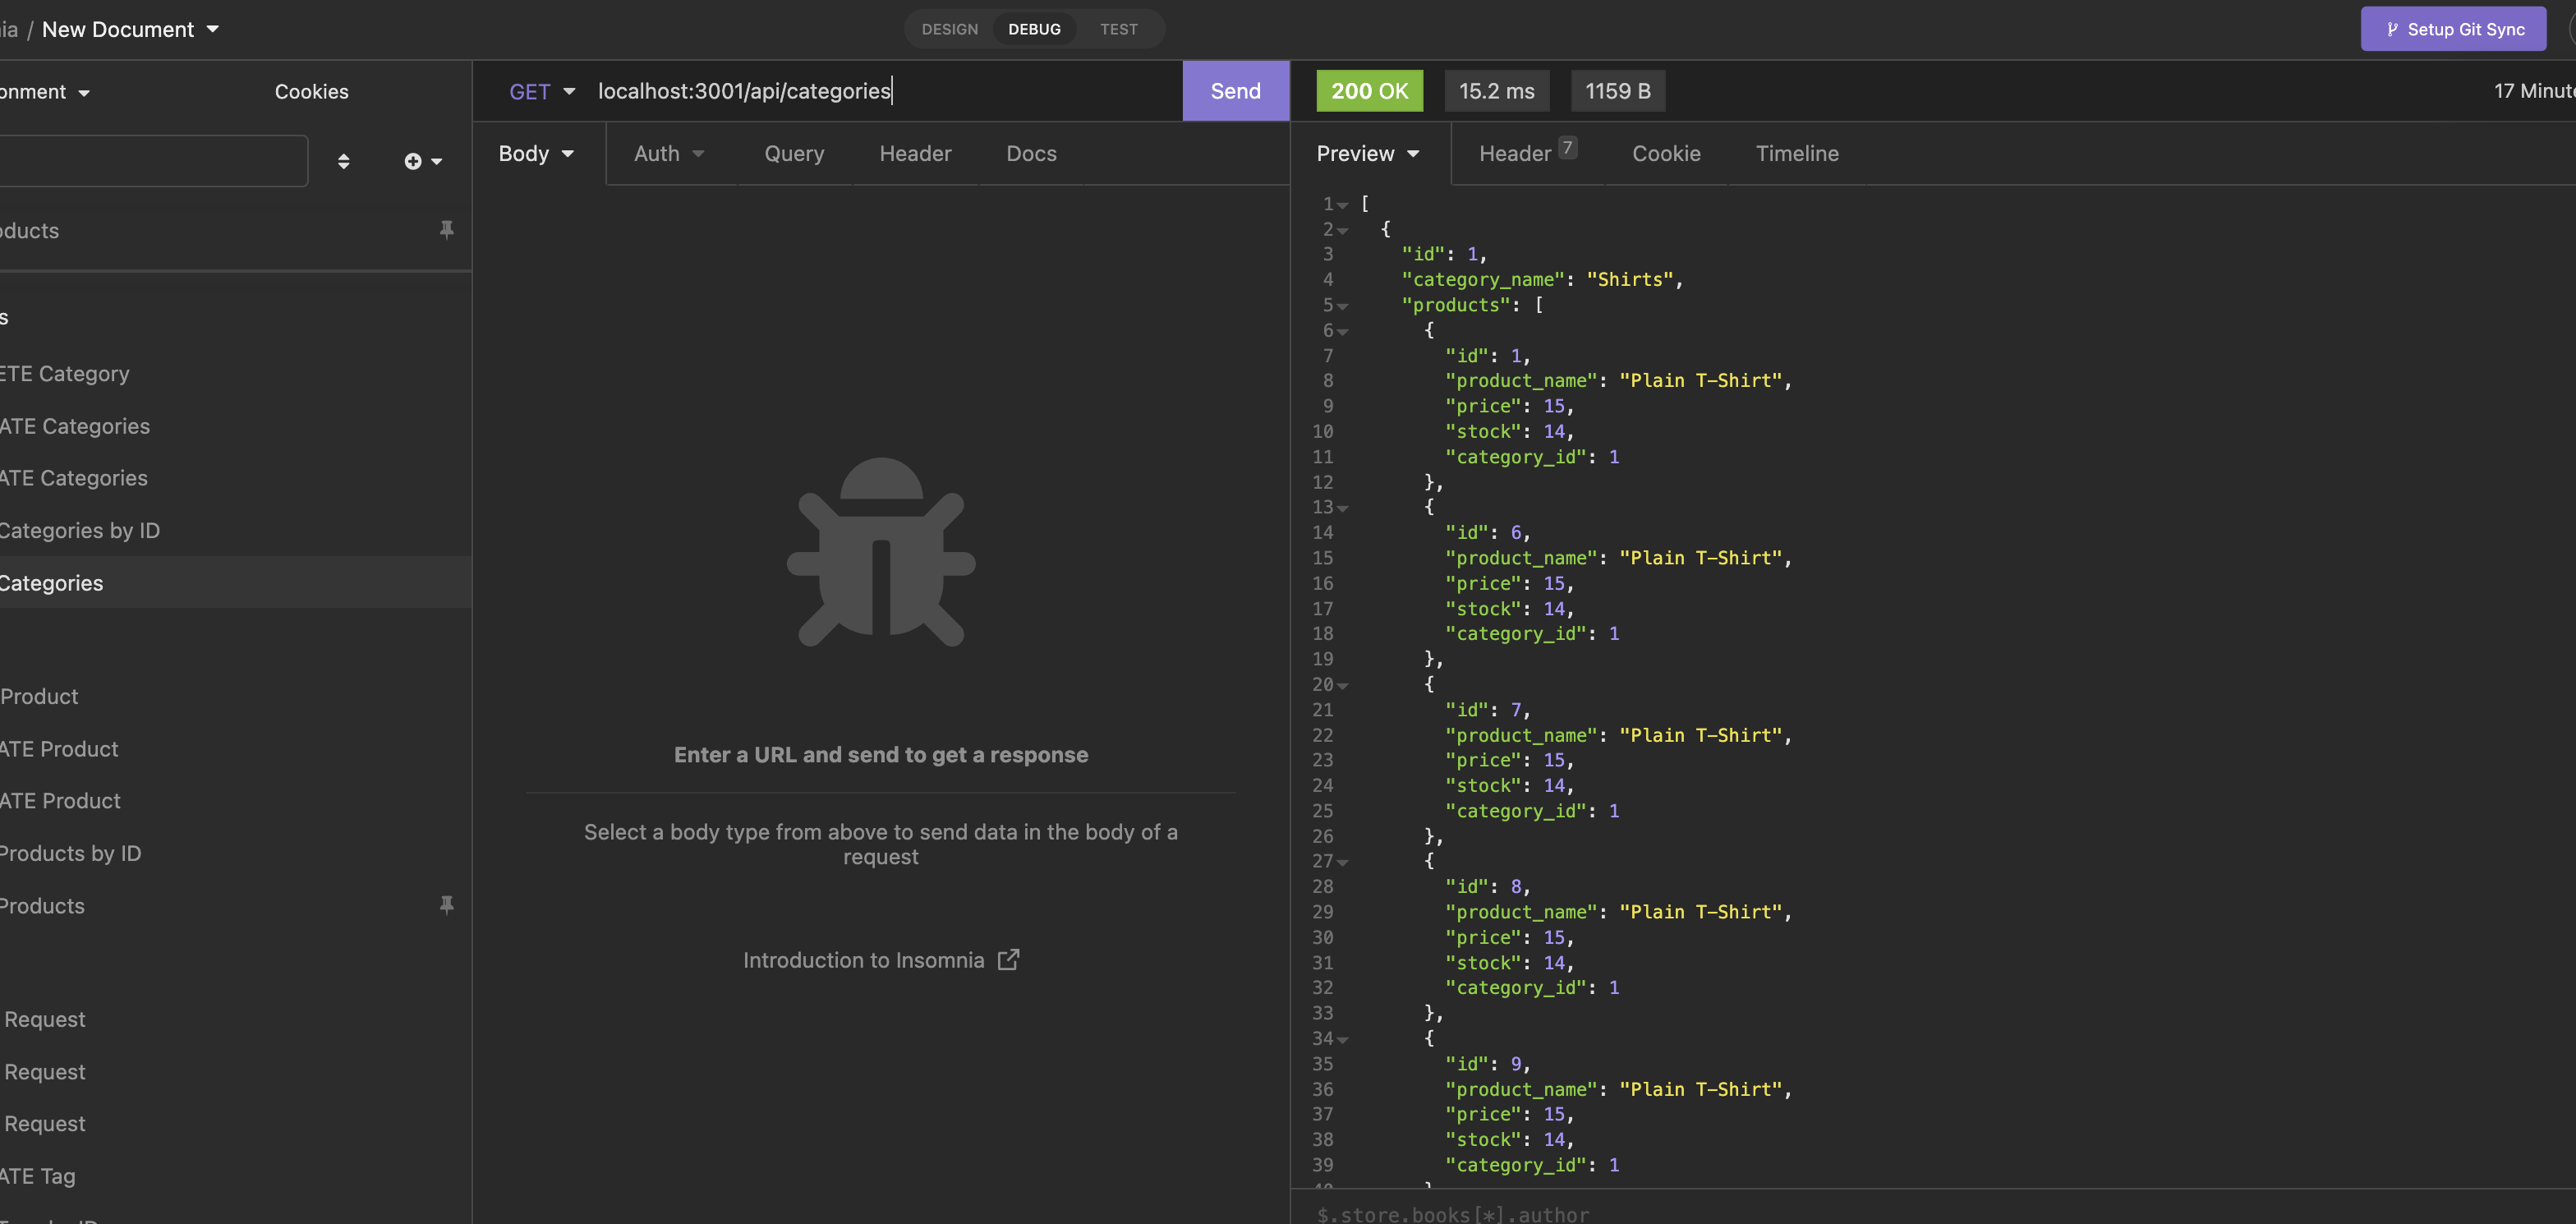 ia / New Document
DESIGN DEBUG TEST
Setup Git Sync
onment Cookies
GET localhost:3001/api/categories Send
200 OK 15.2 ms 1159 B 17 Minut
Body Auth Query Header Docs
Preview Header 7 Cookie Timeline
oducts
s
ETE Category
ATE Categories
ATE Categories
Categories by ID
Categories
Product
ATE Product
ATE Product
Products by ID
Products
Request
Request
Request
ATE Tag
Enter a URL and send to get a response
Select a body type from above to send data in the body of a
request
Introduction to Insomnia
1 [
2 {
3 "id": 1,
4 "category_name": "Shirts",
5 "products": [
6 {
7 "id": 1,
8 "product_name": "Plain T-Shirt",
9 "price": 15,
10 "stock": 14,
11 "category_id": 1
12 },
13 {
14 "id": 6,
15 "product_name": "Plain T-Shirt",
16 "price": 15,
17 "stock": 14,
18 "category_id": 1
19 },
20 {
21 "id": 7,
22 "product_name": "Plain T-Shirt",
23 "price": 15,
24 "stock": 14,
25 "category_id": 1
26 },
27 {
28 "id": 8,
29 "product_name": "Plain T-Shirt",
30 "price": 15,
31 "stock": 14,
32 "category_id": 1
33 },
34 {
35 "id": 9,
36 "product_name": "Plain T-Shirt",
37 "price": 15,
38 "stock": 14,
39 "category_id": 1
$.store.books[*].author